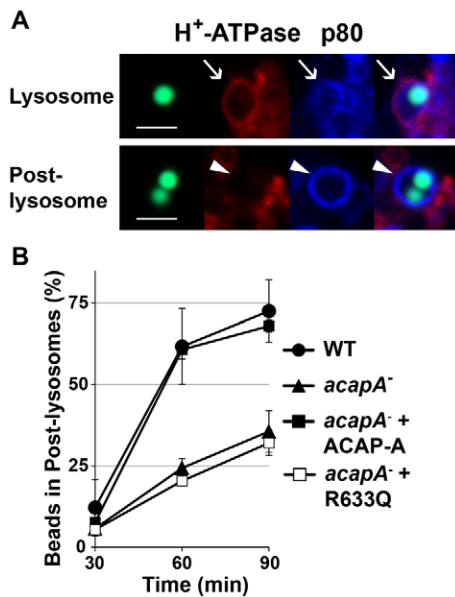 A
H+-ATPase p80
Lysosome
Post-
lysosome
B
Beads in Post-lysosomes (%)
75
50
25
0
30 60 90
Time (min)
WT
acapA-
acapA- +
ACAP-A
acapA- +
R633Q